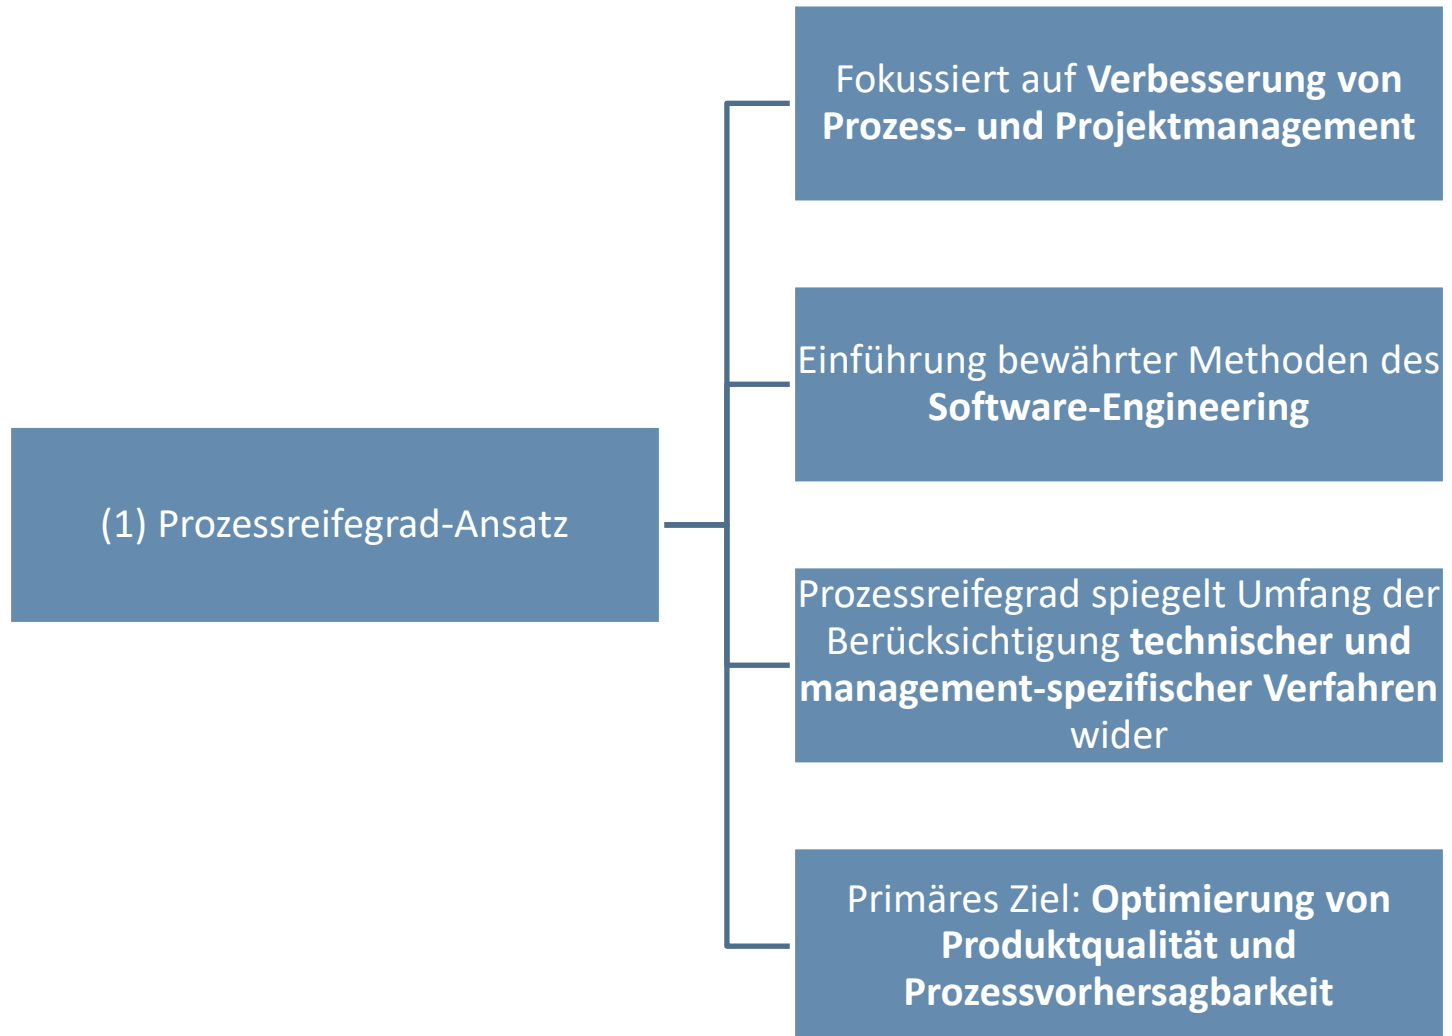 Fokussiert auf Verbesserung von
Prozess- und Projektmanagement
Einführung bewährter Methoden des
Software-Engineering
(1) Prozessreifegrad-Ansatz
Prozessreifegrad spiegelt Umfang der
Berücksichtigung technischer und
management-spezifischer Verfahren
wider
Primäres Ziel: Optimierung von
Produktqualität und
Prozessvorhersagbarkeit